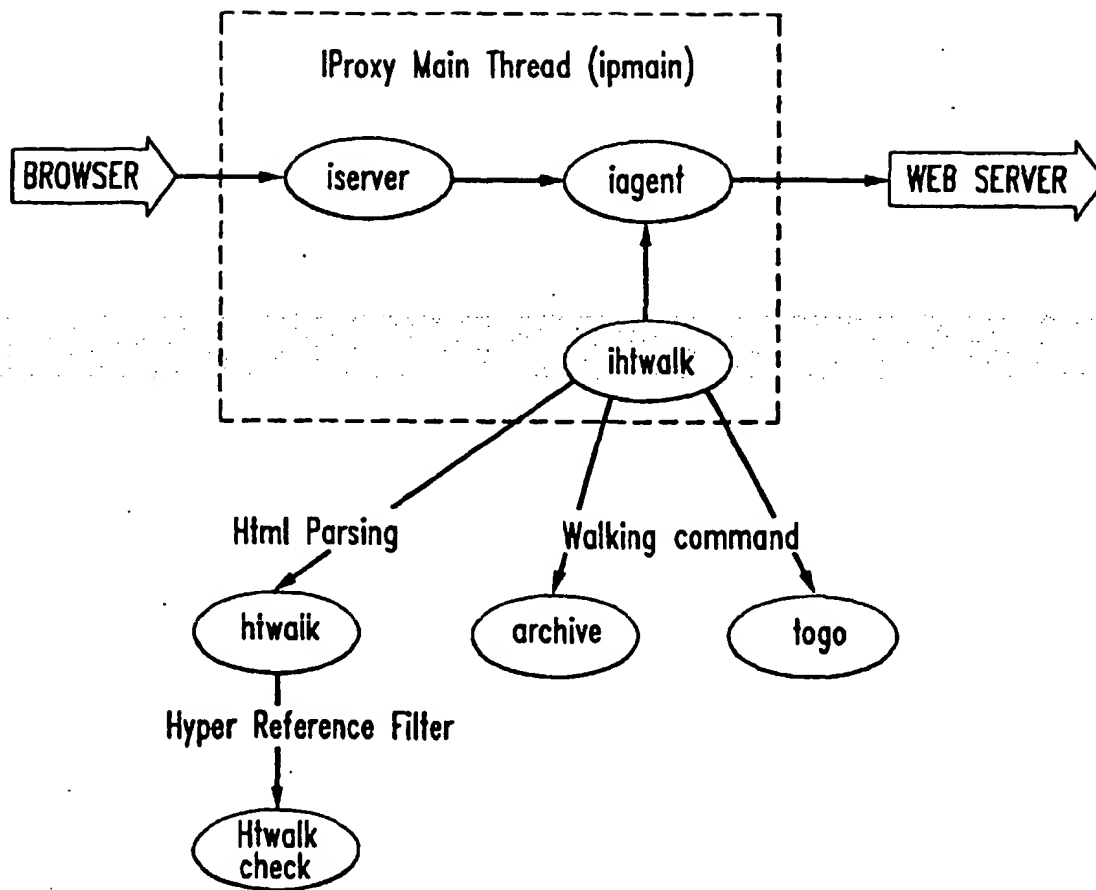 IProxy Main Thread (ipmain)
BROWSER
iserver
iagent
WEB SERVER
ihtwalk
Html Parsing
Walking command
htwalk
archive
togo
Hyper Reference Filter
Htwalk
check